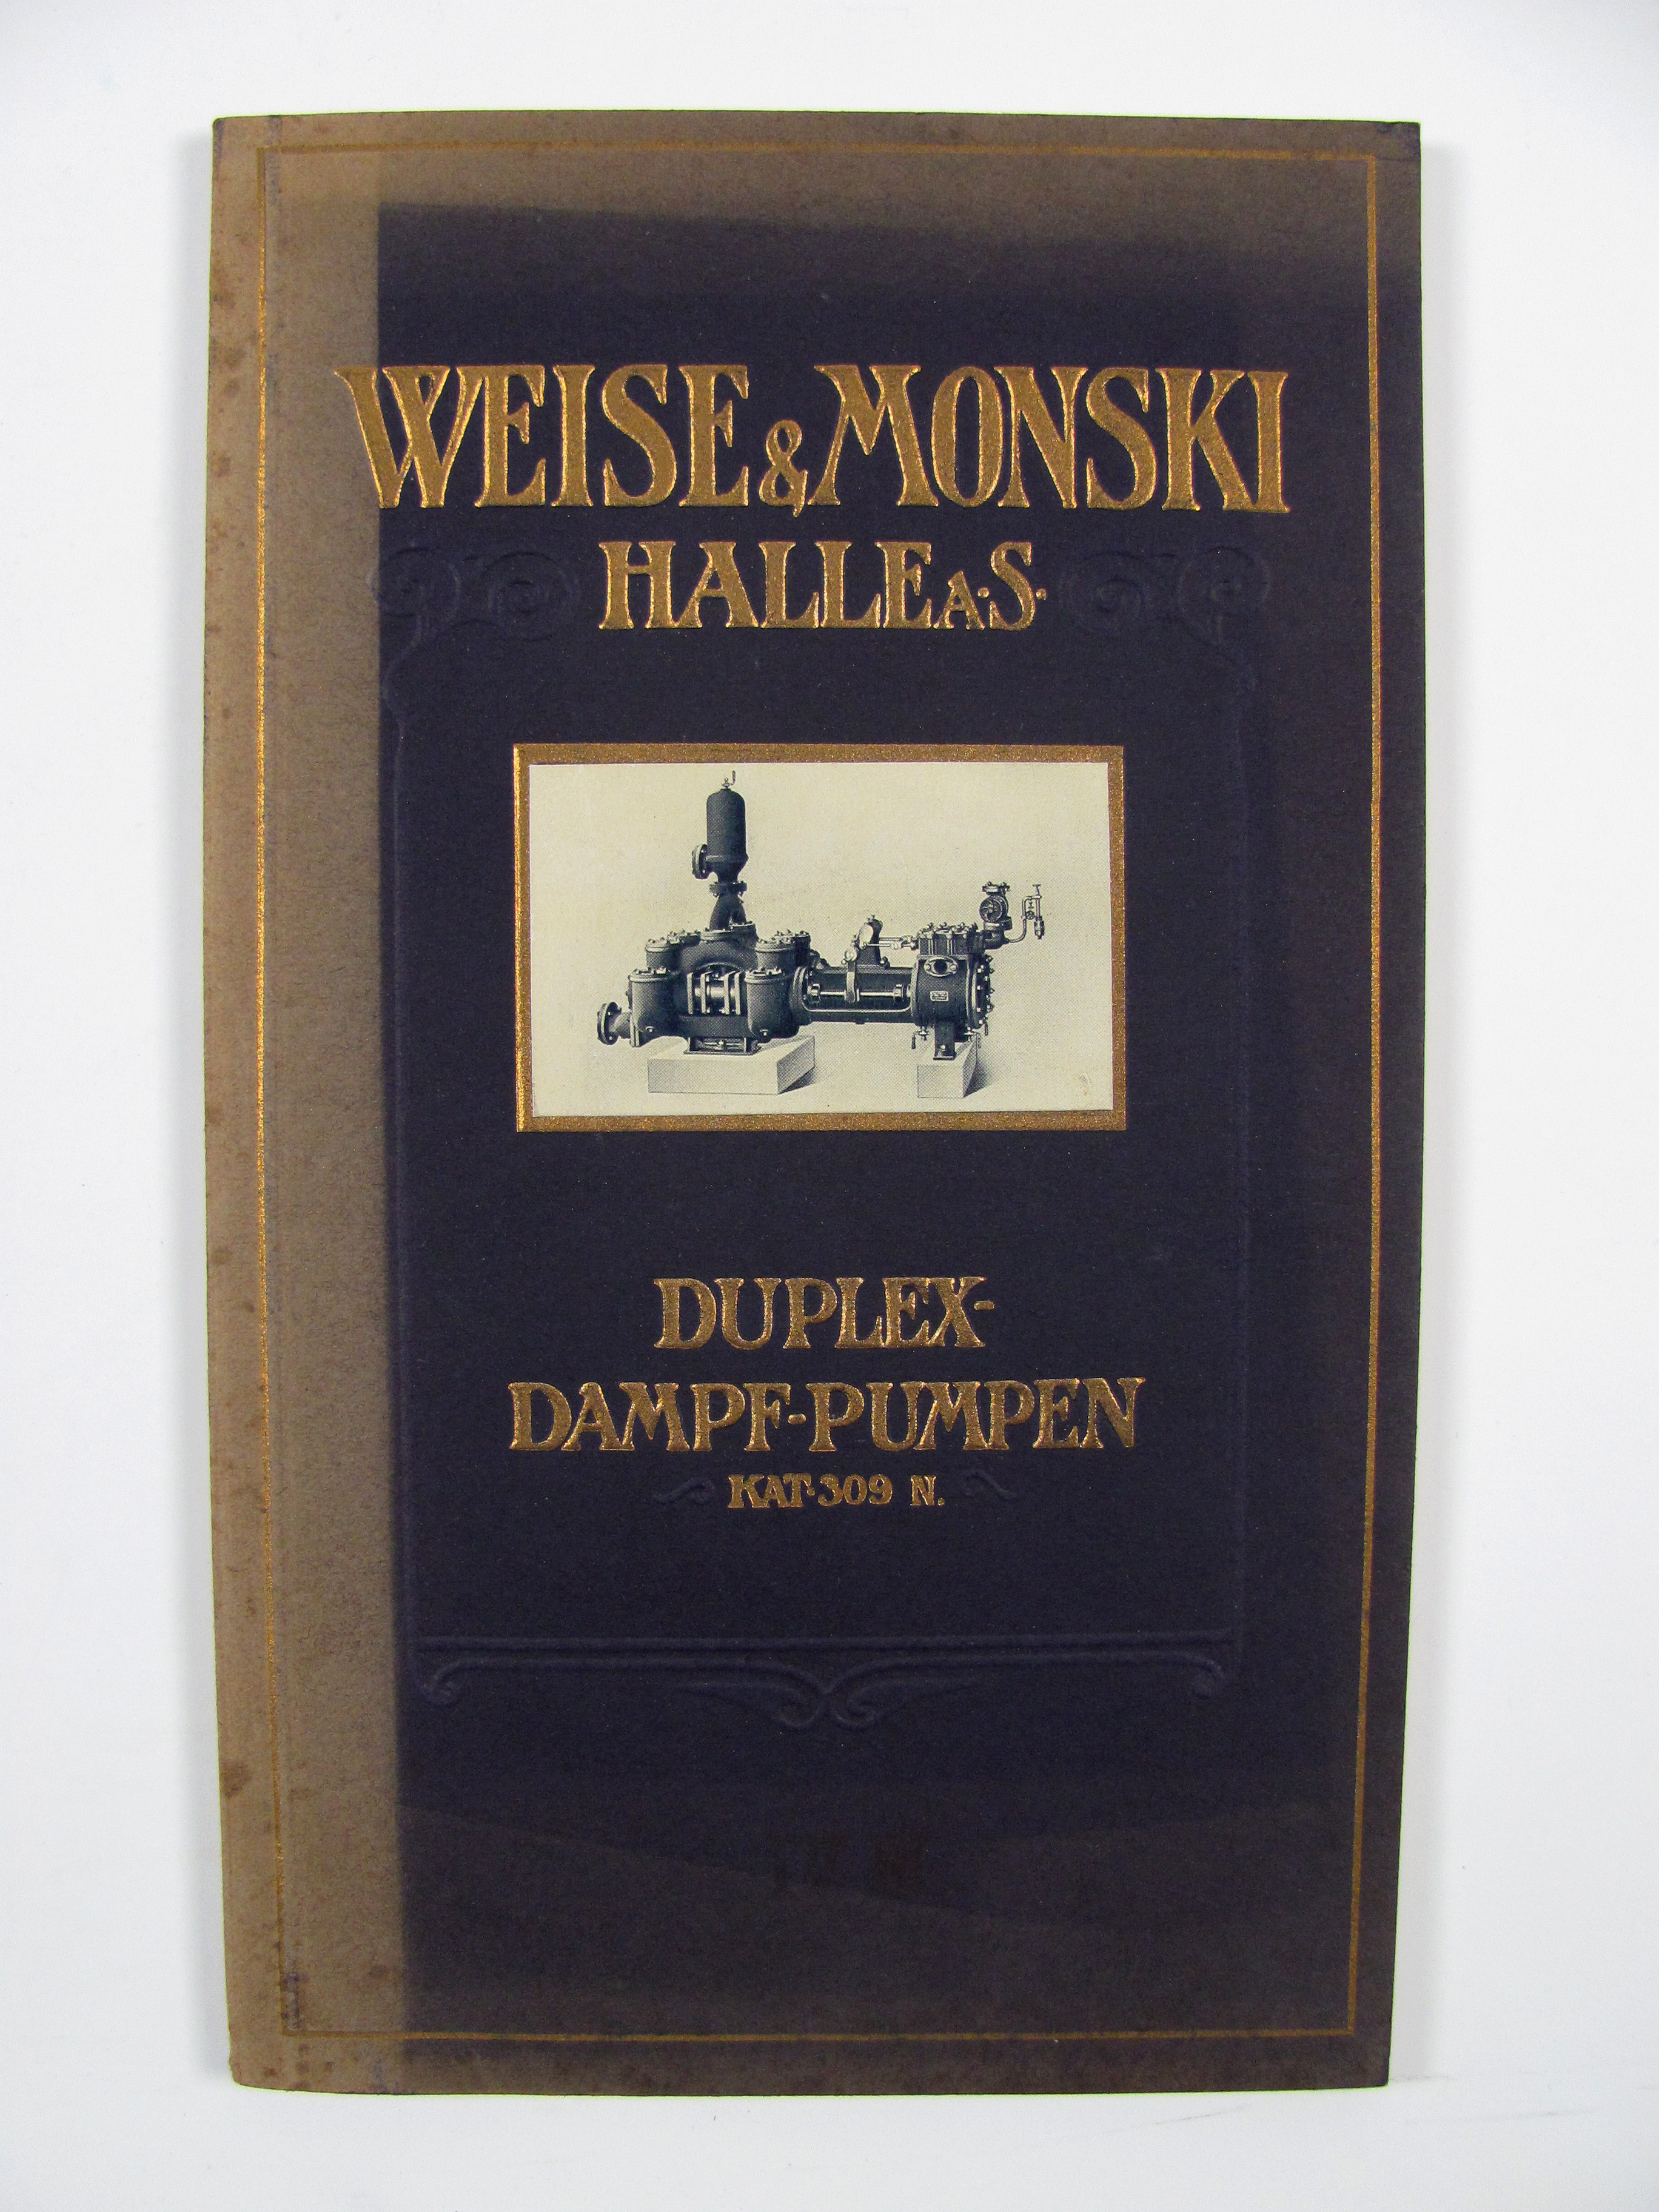 WEISE & MONSKI
HALLE A·S·
DUPLEX-
DAMPF-PUMPEN
KAT·309 N.